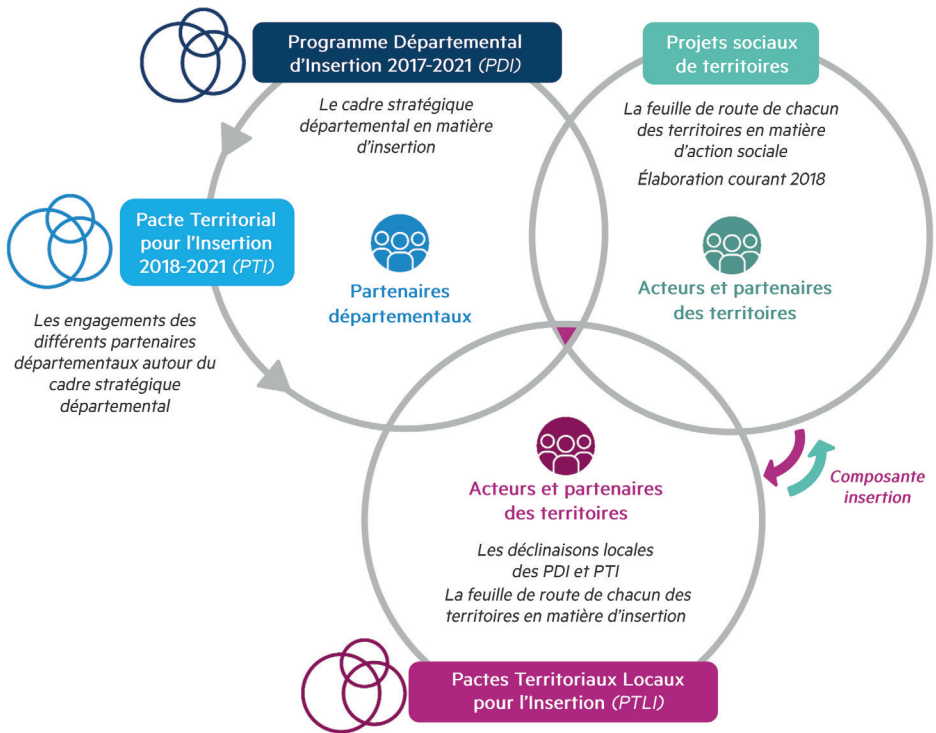 Programme Départemental
d'Insertion 2017-2021 (PDI)
Le cadre stratégique
départemental en matière
d'insertion
Projets sociaux
de territoires
La feuille de route de chacun
des territoires en matière
d'action sociale
Élaboration courant 2018
Pacte Territorial
pour l'Insertion
2018-2021 (PTI)
Les engagements des
différents partenaires
départementaux autour du
cadre stratégique
départemental
Partenaires
départementaux
Acteurs et partenaires
des territoires
Composante
insertion
Acteurs et partenaires
des territoires
Les déclinaisons locales
des PDI et PTI
La feuille de route de chacun des
territoires en matière d'insertion
Pactes Territoriaux Locaux
pour l'Insertion (PTLI)